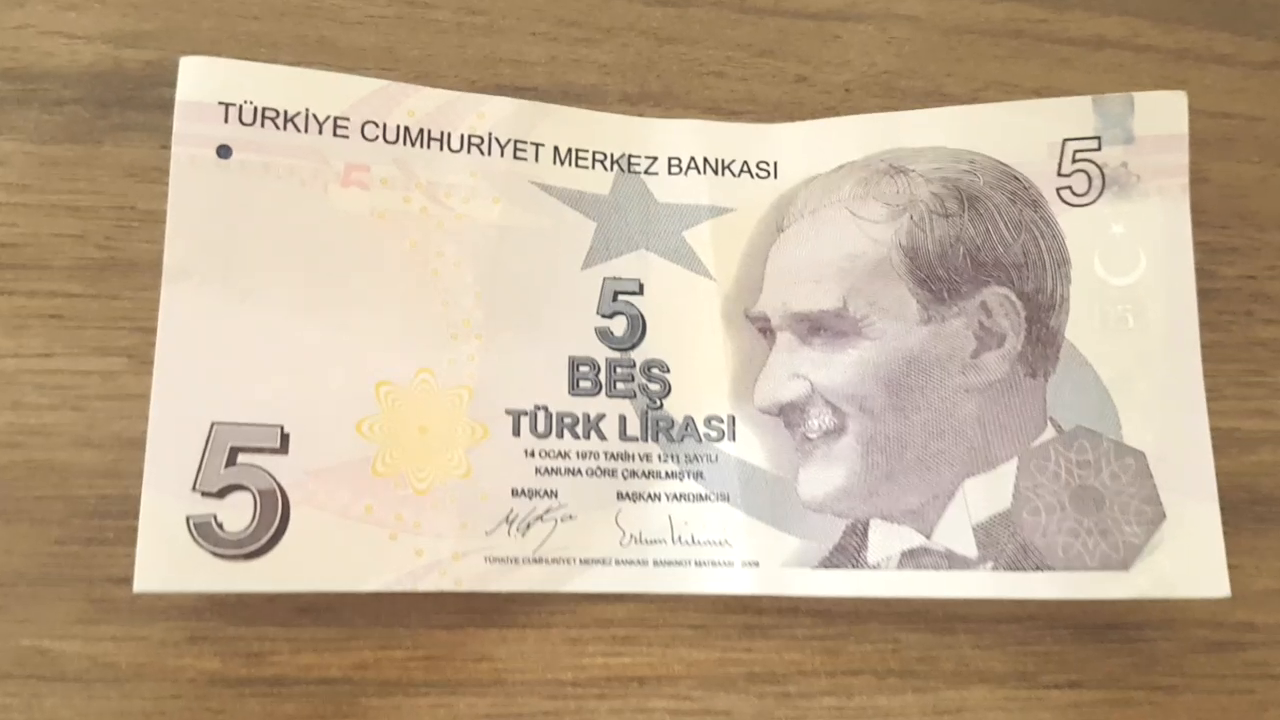 TÜRKİYE CUMHURİYET MERKEZ BANKASI
5
5
5
BEŞ
TÜRK LİRASI
14 OCAK 1970 TARİH VE 1211 SAYILI
KANUNA GÖRE ÇIKARILMIŞTIR.
BAŞKAN BAŞKAN YARDIMCISI
5
TÜRKİYE CUMHURİYET MERKEZ BANKASI BANKNOT MATBAASI 2009